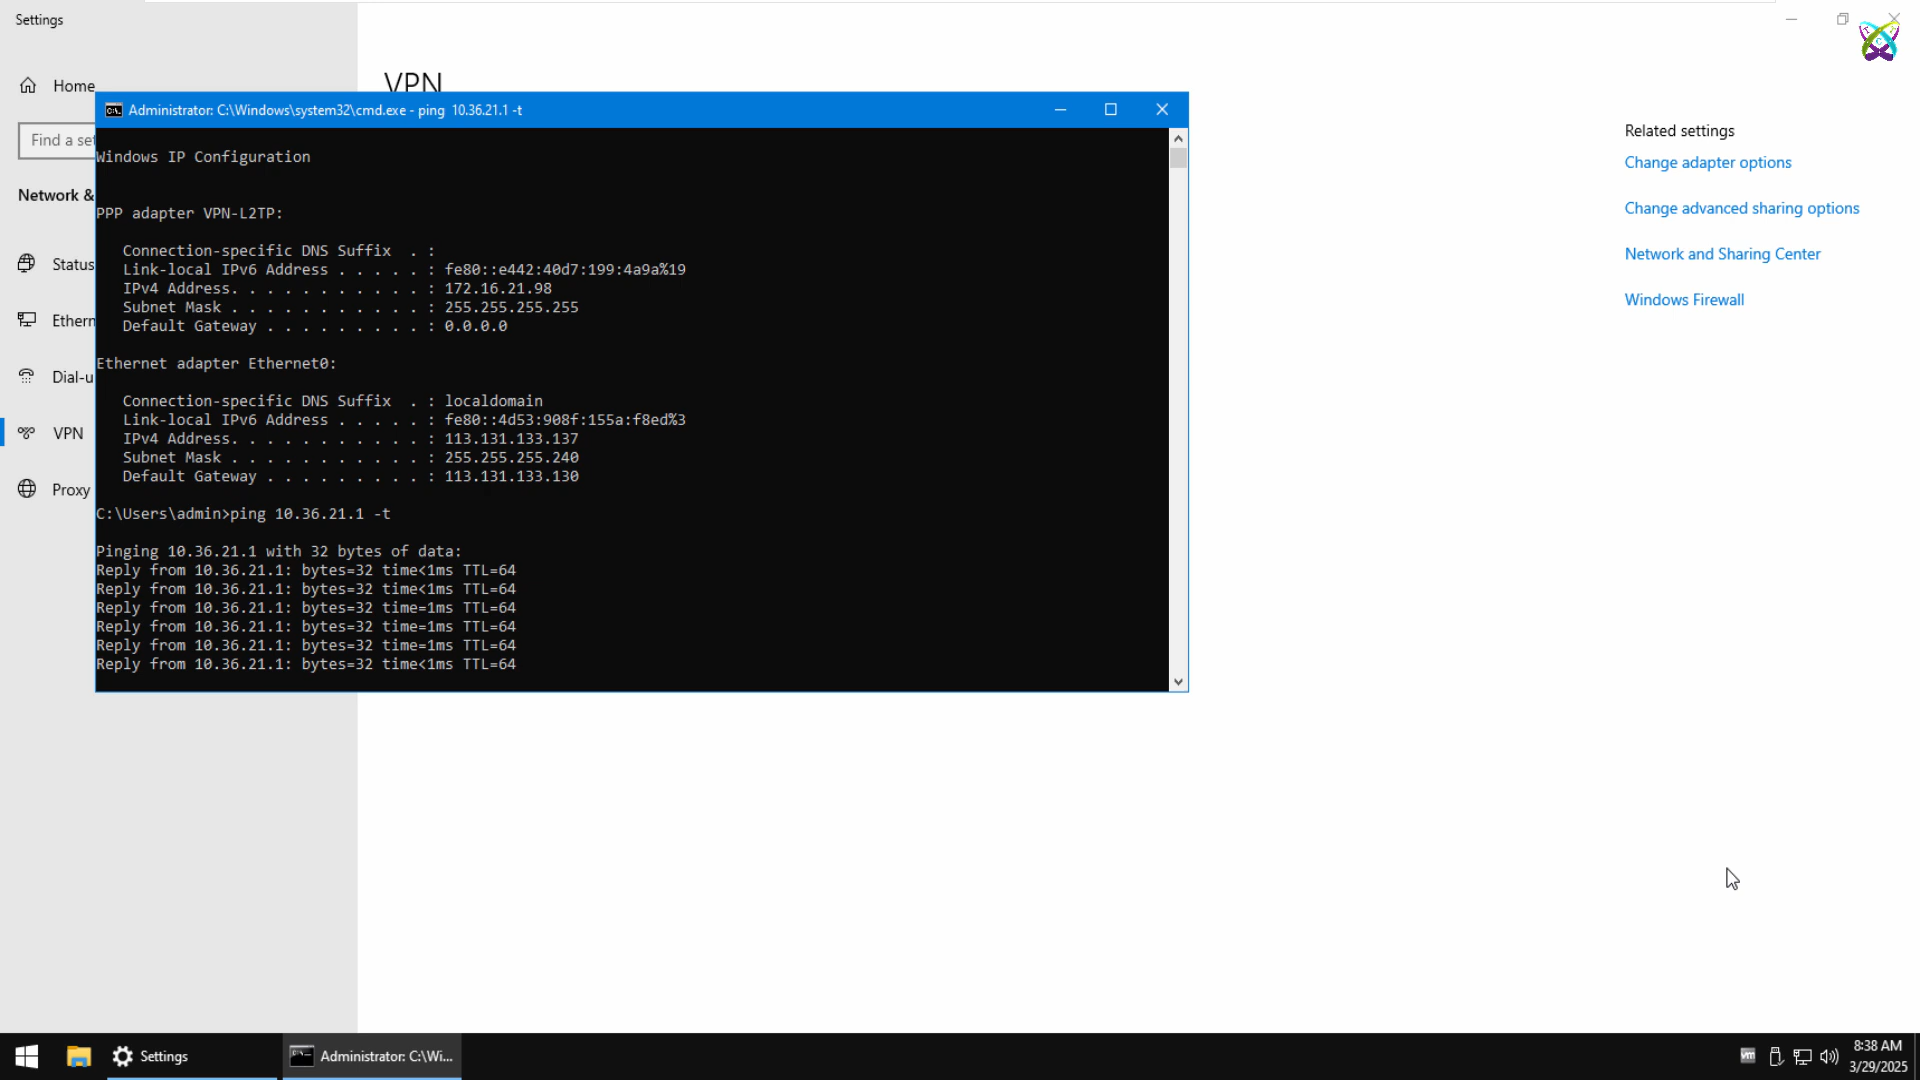 Settings
Home
VPN
Administrator: C:\Windows\system32\cmd.exe - ping  10.36.21.1 -t
Find a set
Network &
Status
Ethern
Dial-u
VPN
Proxy
Windows IP Configuration
PPP adapter VPN-L2TP:
Connection-specific DNS Suffix  . :
Link-local IPv6 Address . . . . . : fe80::e442:40d7:199:4a9a%19
IPv4 Address. . . . . . . . . . . : 172.16.21.98
Subnet Mask . . . . . . . . . . . : 255.255.255.255
Default Gateway . . . . . . . . . : 0.0.0.0
Ethernet adapter Ethernet0:
Connection-specific DNS Suffix  . : localdomain
Link-local IPv6 Address . . . . . : fe80::4d53:908f:155a:f8ed%3
IPv4 Address. . . . . . . . . . . : 113.131.133.137
Subnet Mask . . . . . . . . . . . : 255.255.255.240
Default Gateway . . . . . . . . . : 113.131.133.130
C:\Users\admin>ping 10.36.21.1 -t
Pinging 10.36.21.1 with 32 bytes of data:
Reply from 10.36.21.1: bytes=32 time<1ms TTL=64
Reply from 10.36.21.1: bytes=32 time<1ms TTL=64
Reply from 10.36.21.1: bytes=32 time=1ms TTL=64
Reply from 10.36.21.1: bytes=32 time=1ms TTL=64
Reply from 10.36.21.1: bytes=32 time=1ms TTL=64
Reply from 10.36.21.1: bytes=32 time<1ms TTL=64
Related settings
Change adapter options
Change advanced sharing options
Network and Sharing Center
Windows Firewall
Settings
Administrator: C:\Wi...
vm
8:38 AM
3/29/2025